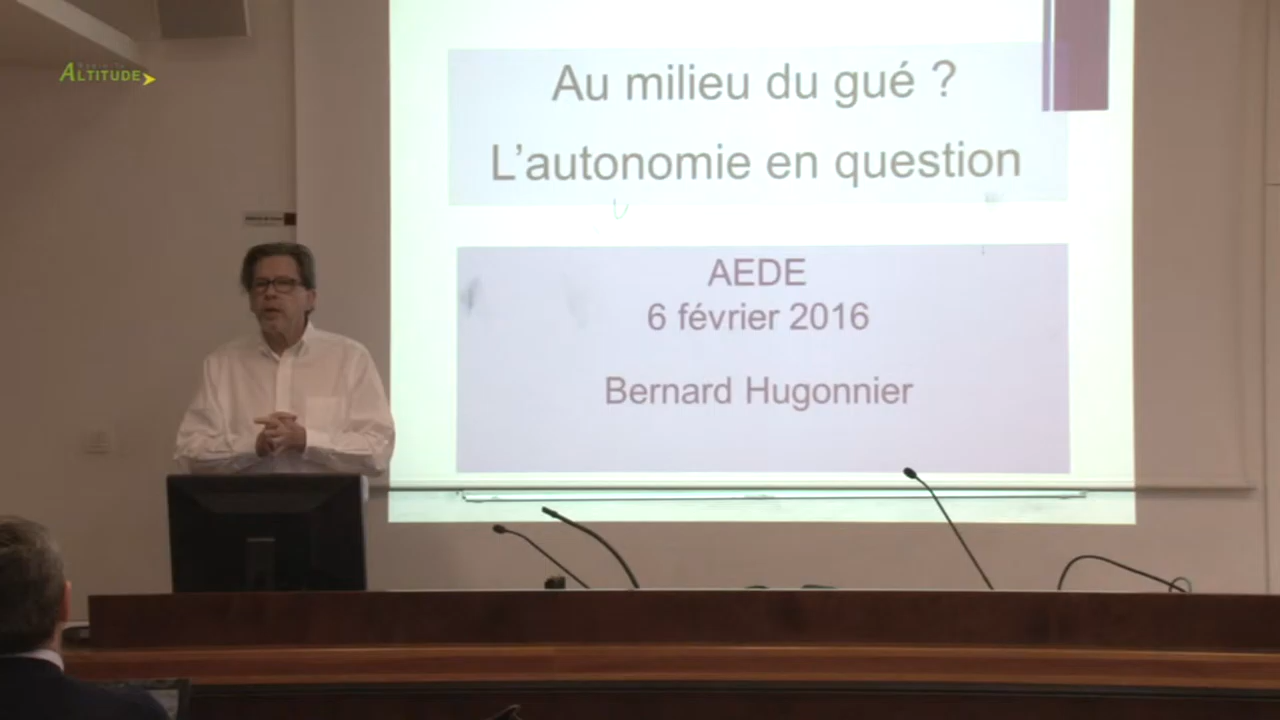 ALTITUDE
Au milieu du gué ?
L'autonomie en question
AEDE
6 février 2016
Bernard Hugonnier